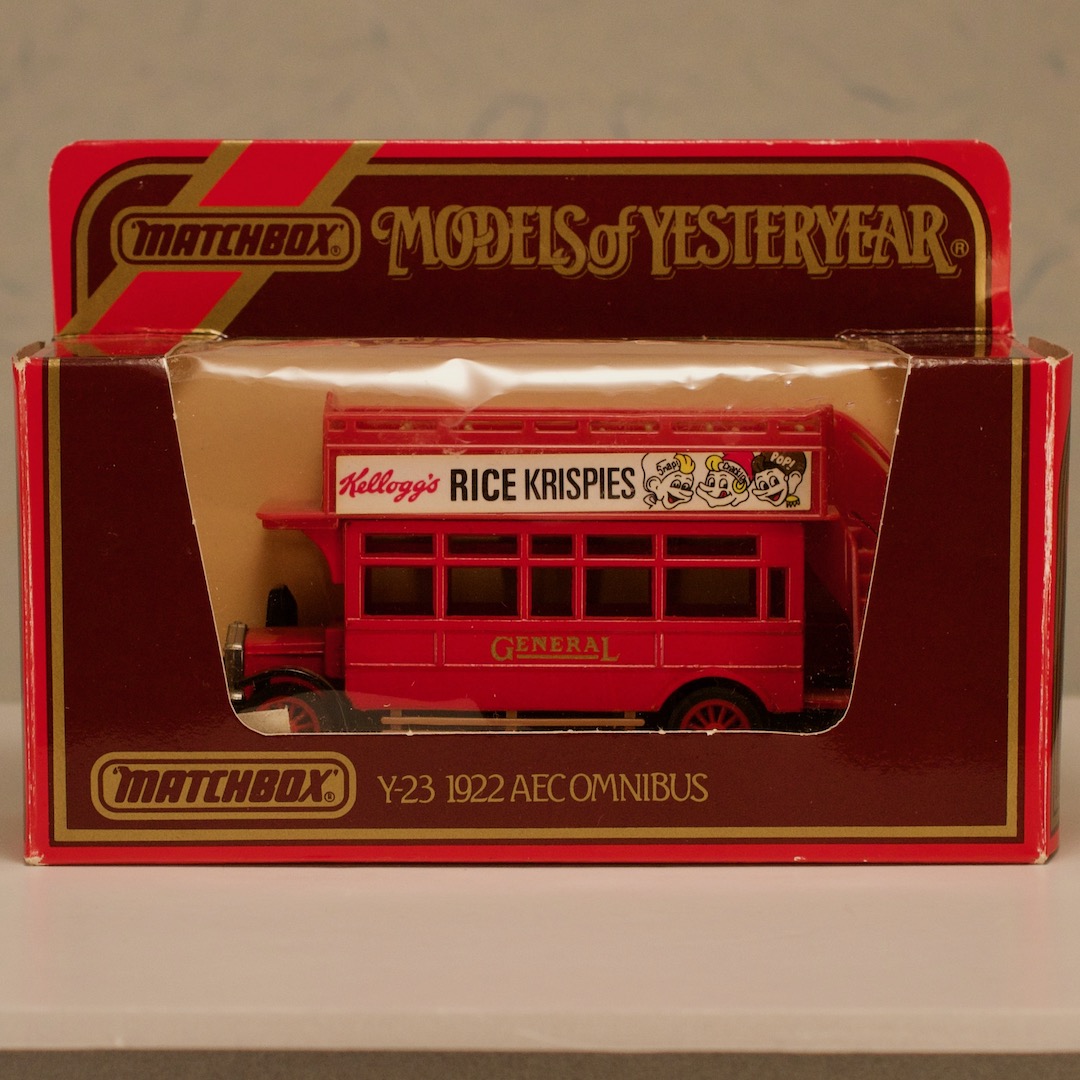 'MATCHBOX'® MODELS of YESTERYEAR®
Kellogg's RICE KRISPIES Snap! Crackle! POP!
GENERAL
'MATCHBOX'® Y-23 1922 AEC OMNIBUS